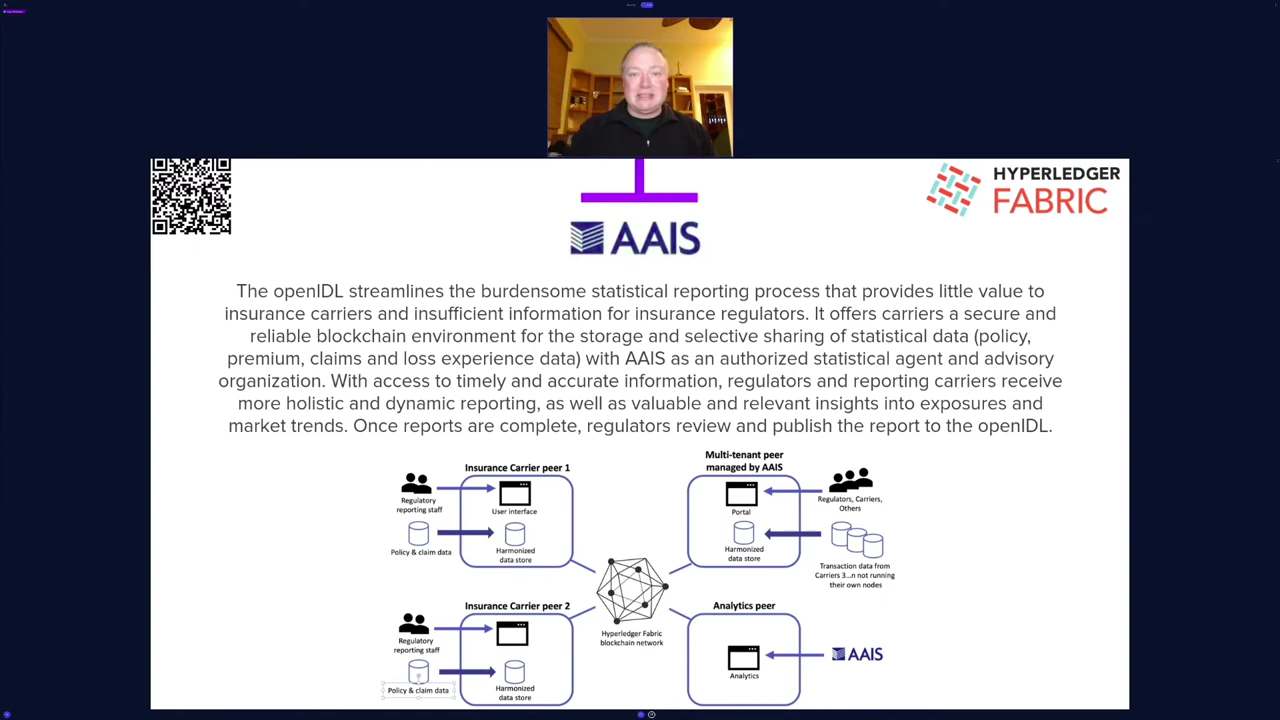 HYPERLEDGER
FABRIC
AAIS
The openIDL streamlines the burdensome statistical reporting process that provides little value to
insurance carriers and insufficient information for insurance regulators. It offers carriers a secure and
reliable blockchain environment for the storage and selective sharing of statistical data (policy,
premium, claims and loss experience data) with AAIS as an authorized statistical agent and advisory
organization. With access to timely and accurate information, regulators and reporting carriers receive
more holistic and dynamic reporting, as well as valuable and relevant insights into exposures and
market trends. Once reports are complete, regulators review and publish the report to the openIDL.
Insurance Carrier peer 1
Regulatory
reporting staff
User interface
Policy & claim data
Harmonized
data store
Multi-tenant peer
managed by AAIS
Portal
Regulators, Carriers,
Others
Harmonized
data store
Transaction data from
Carriers 3...n not running
their own nodes
Hyperledger Fabric
blockchain network
Insurance Carrier peer 2
Regulatory
reporting staff
Policy & claim data
Harmonized
data store
Analytics peer
Analytics
AAIS